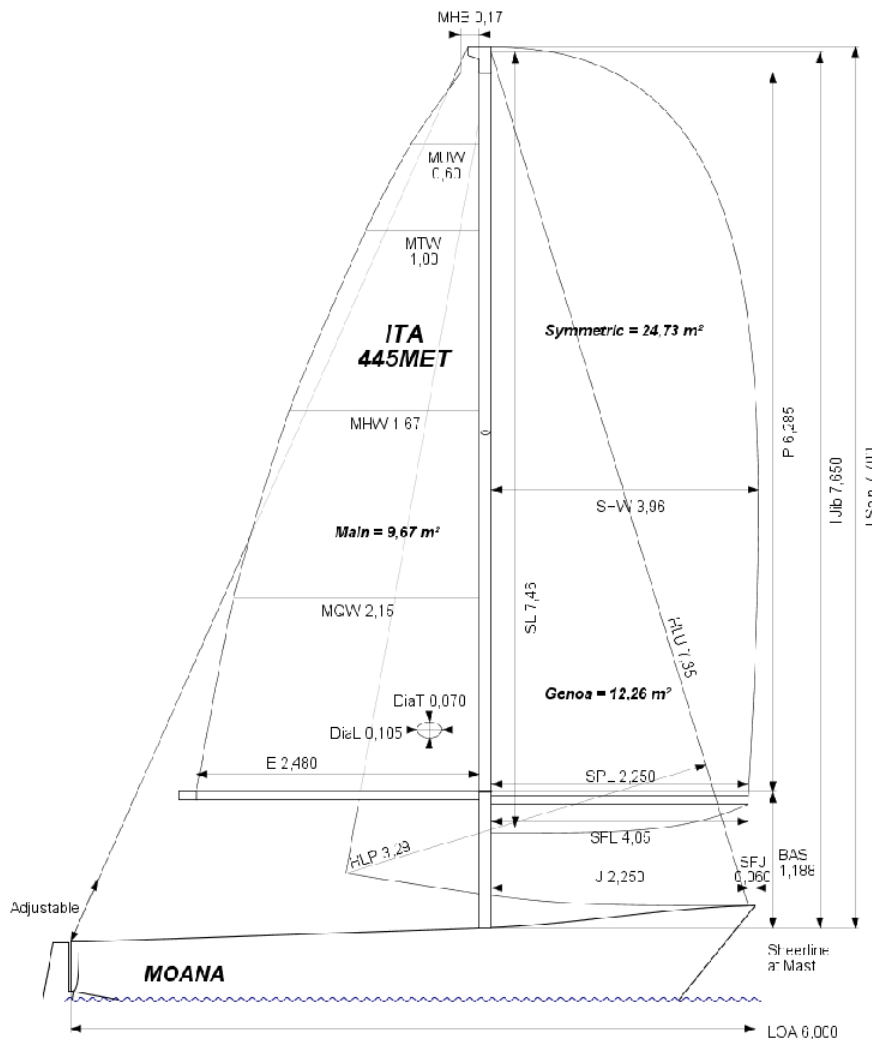 MHB 0,17
MUW
0,60
MTW
1,00
ITA
445MET
Symmetric = 24,73 m²
P 6,285
I Jib 7,650
MHW 1 67
SHW 3,96
Main = 9,67 m²
SL 7,46
MQW 2,15
HLU 7,35
DiaT 0,070
Genoa = 12,26 m²
DiaL 0,105
E 2,480
SPL 2,250
SFL 4,05
HLP 3,29
SFJ
0,060
BAS
1,188
J 2,250
Adjustable
Sheerline
at Mast
MOANA
LOA 6,000